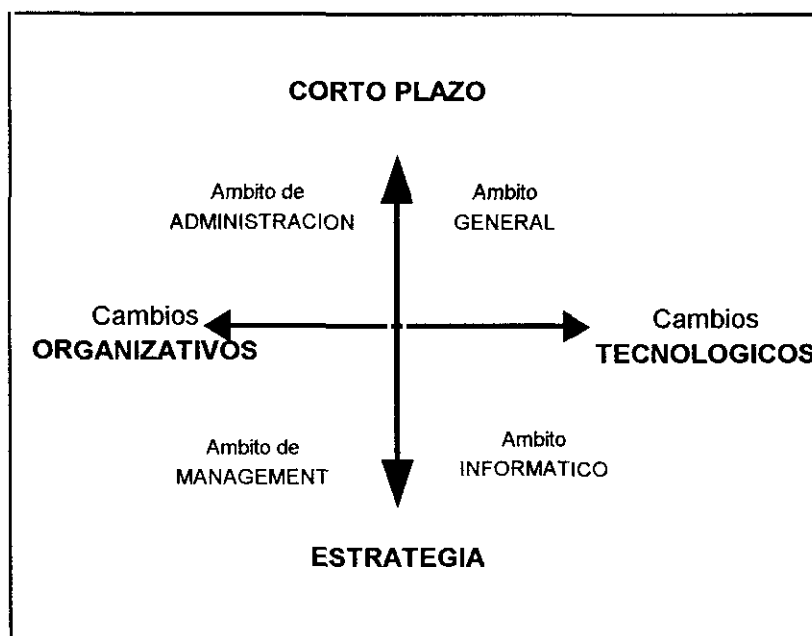 CORTO PLAZO
Ambito de
ADMINISTRACION
Ambito
GENERAL
Cambios
ORGANIZATIVOS
Cambios
TECNOLOGICOS
Ambito de
MANAGEMENT
Ambito
INFORMATICO
ESTRATEGIA